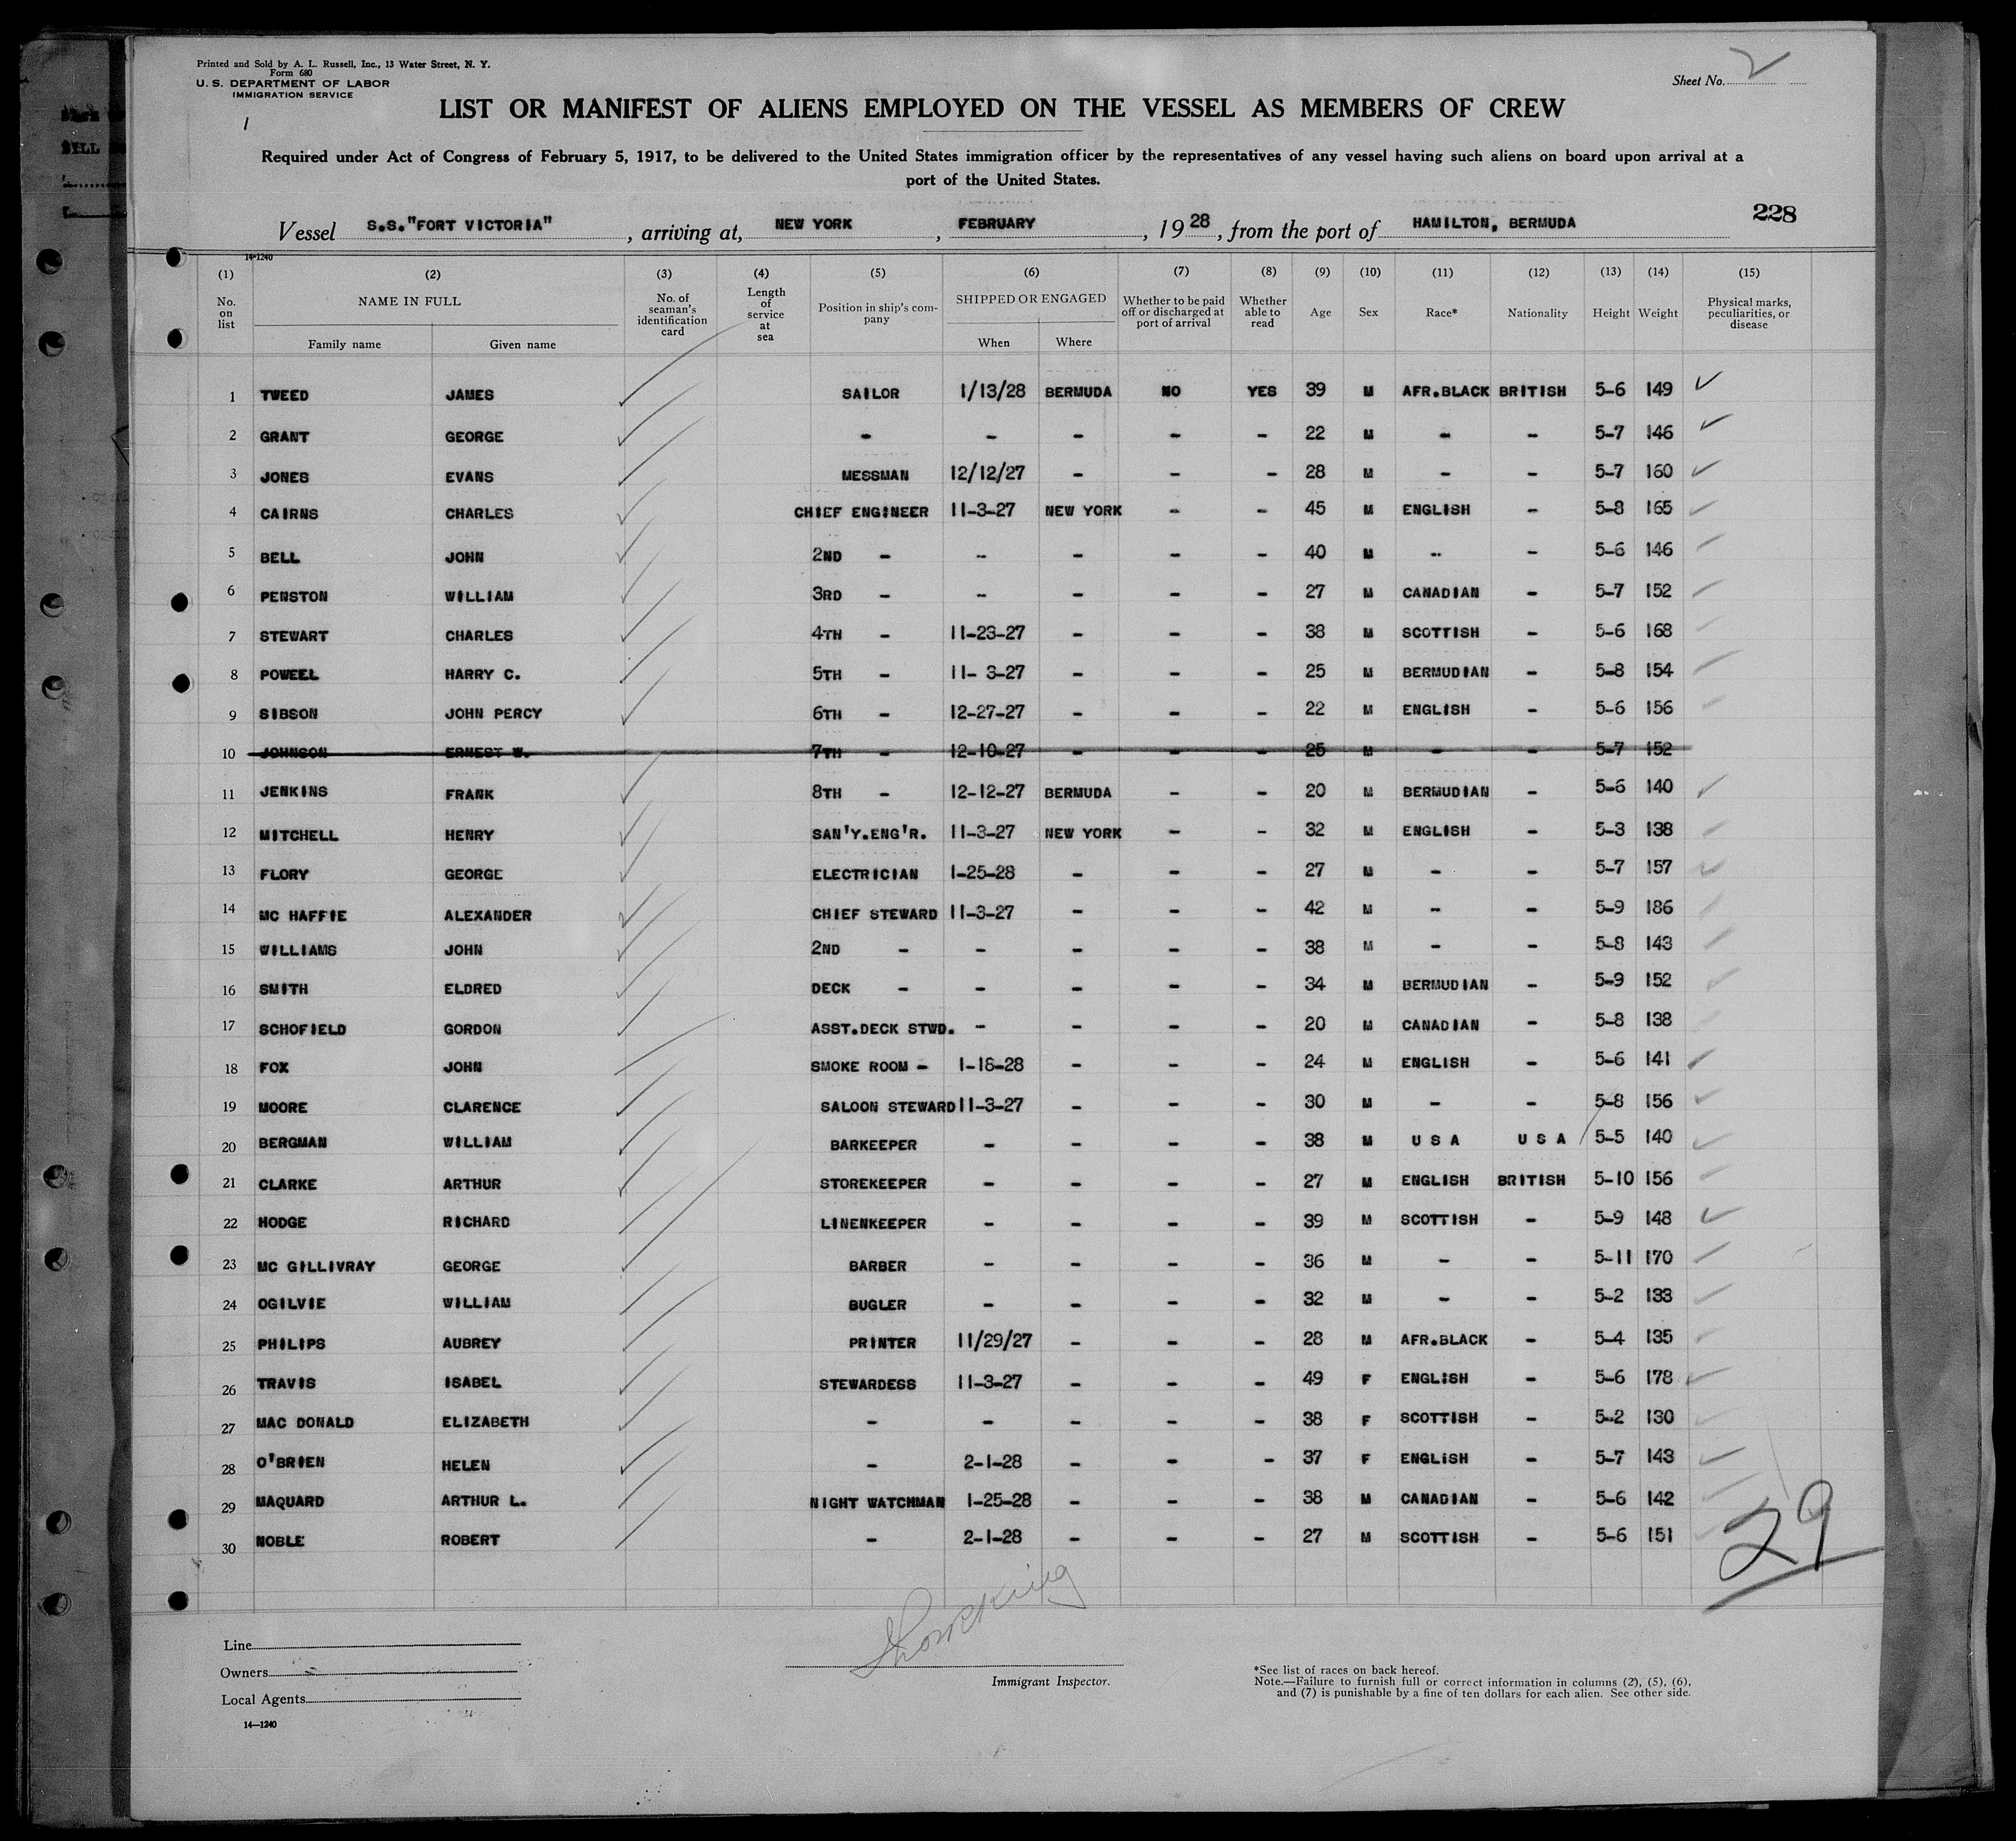 Printed and Sold by A. L. Russell, Inc., 13 Water Street, N. Y.
Form 680
U. S. DEPARTMENT OF LABOR
IMMIGRATION SERVICE
1
Sheet No. 2
LIST OR MANIFEST OF ALIENS EMPLOYED ON THE VESSEL AS MEMBERS OF CREW
Required under Act of Congress of February 5, 1917, to be delivered to the United States immigration officer by the representatives of any vessel having such aliens on board upon arrival at a
port of the United States.
Vessel S.S."FORT VICTORIA", arriving at, NEW YORK, FEBRUARY, 1928, from the port of HAMILTON, BERMUDA 228
14-1240
(1) (2) (3) (4) (5) (6) (7) (8) (9) (10) (11) (12) (13) (14) (15)
No. on list NAME IN FULL Family name Given name No. of seaman's identification card Length of service at sea Position in ship's company SHIPPED OR ENGAGED When Where Whether to be paid off or discharged at port of arrival Whether able to read Age Sex Race* Nationality Height Weight Physical marks, peculiarities, or disease
1 TWEED JAMES SAILOR 1/13/28 BERMUDA NO YES 39 M AFR.BLACK BRITISH 5-6 149
2 GRANT GEORGE - - - - - 22 M - - 5-7 146
3 JONES EVANS MESSMAN 12/12/27 - - - 28 M - - 5-7 160
4 CAIRNS CHARLES CHIEF ENGINEER 11-3-27 NEW YORK - - 45 M ENGLISH - 5-8 165
5 BELL JOHN 2ND - - - - - 40 M - - 5-6 146
6 PENSTON WILLIAM 3RD - - - - - 27 M CANADIAN - 5-7 152
7 STEWART CHARLES 4TH - 11-23-27 - - - 38 M SCOTTISH - 5-6 168
8 POWEEL HARRY C. 5TH - 11- 3-27 - - - 25 M BERMUDIAN - 5-8 154
9 SIBSON JOHN PERCY 6TH - 12-27-27 - - - 22 M ENGLISH - 5-6 156
10 JOHNSON ERNEST W. 7TH - 12-10-27 - - - 25 M - - 5-7 152
11 JENKINS FRANK 8TH - 12-12-27 BERMUDA - - 20 M BERMUDIAN - 5-6 140
12 MITCHELL HENRY SAN'Y.ENG'R. 11-3-27 NEW YORK - - 32 M ENGLISH - 5-3 138
13 FLORY GEORGE ELECTRICIAN 1-25-28 - - - 27 M - - 5-7 157
14 MC HAFFIE ALEXANDER CHIEF STEWARD 11-3-27 - - - 42 M - - 5-9 186
15 WILLIAMS JOHN 2ND - - - - - 38 M - - 5-8 143
16 SMITH ELDRED DECK - - - - - 34 M BERMUDIAN - 5-9 152
17 SCHOFIELD GORDON ASST.DECK STWD. - - - - 20 M CANADIAN - 5-8 138
18 FOX JOHN SMOKE ROOM - 1-18-28 - - - 24 M ENGLISH - 5-6 141
19 MOORE CLARENCE SALOON STEWARD 11-3-27 - - - 30 M - - 5-8 156
20 BERGMAN WILLIAM BARKEEPER - - - - 38 M U S A U S A 5-5 140
21 CLARKE ARTHUR STOREKEEPER - - - - 27 M ENGLISH BRITISH 5-10 156
22 HODGE RICHARD LINENKEEPER - - - - 39 M SCOTTISH - 5-9 148
23 MC GILLIVRAY GEORGE BARBER - - - - 36 M - - 5-11 170
24 OGILVIE WILLIAM BUGLER - - - - 32 M - - 5-2 133
25 PHILIPS AUBREY PRINTER 11/29/27 - - - 28 M AFR.BLACK - 5-4 135
26 TRAVIS ISABEL STEWARDESS 11-3-27 - - - 49 F ENGLISH - 5-6 178
27 MAC DONALD ELIZABETH - - - - - 38 F SCOTTISH - 5-2 130
28 O'BRIEN HELEN - 2-1-28 - - - 37 F ENGLISH - 5-7 143
29 MAQUARD ARTHUR L. NIGHT WATCHMAN 1-25-28 - - - 38 M CANADIAN - 5-6 142
30 NOBLE ROBERT - 2-1-28 - - - 27 M SCOTTISH - 5-6 151
29
Line
Owners
Local Agents
14—1240
Immigrant Inspector.
*See list of races on back hereof.
Note.—Failure to furnish full or correct information in columns (2), (5), (6),
and (7) is punishable by a fine of ten dollars for each alien. See other side.